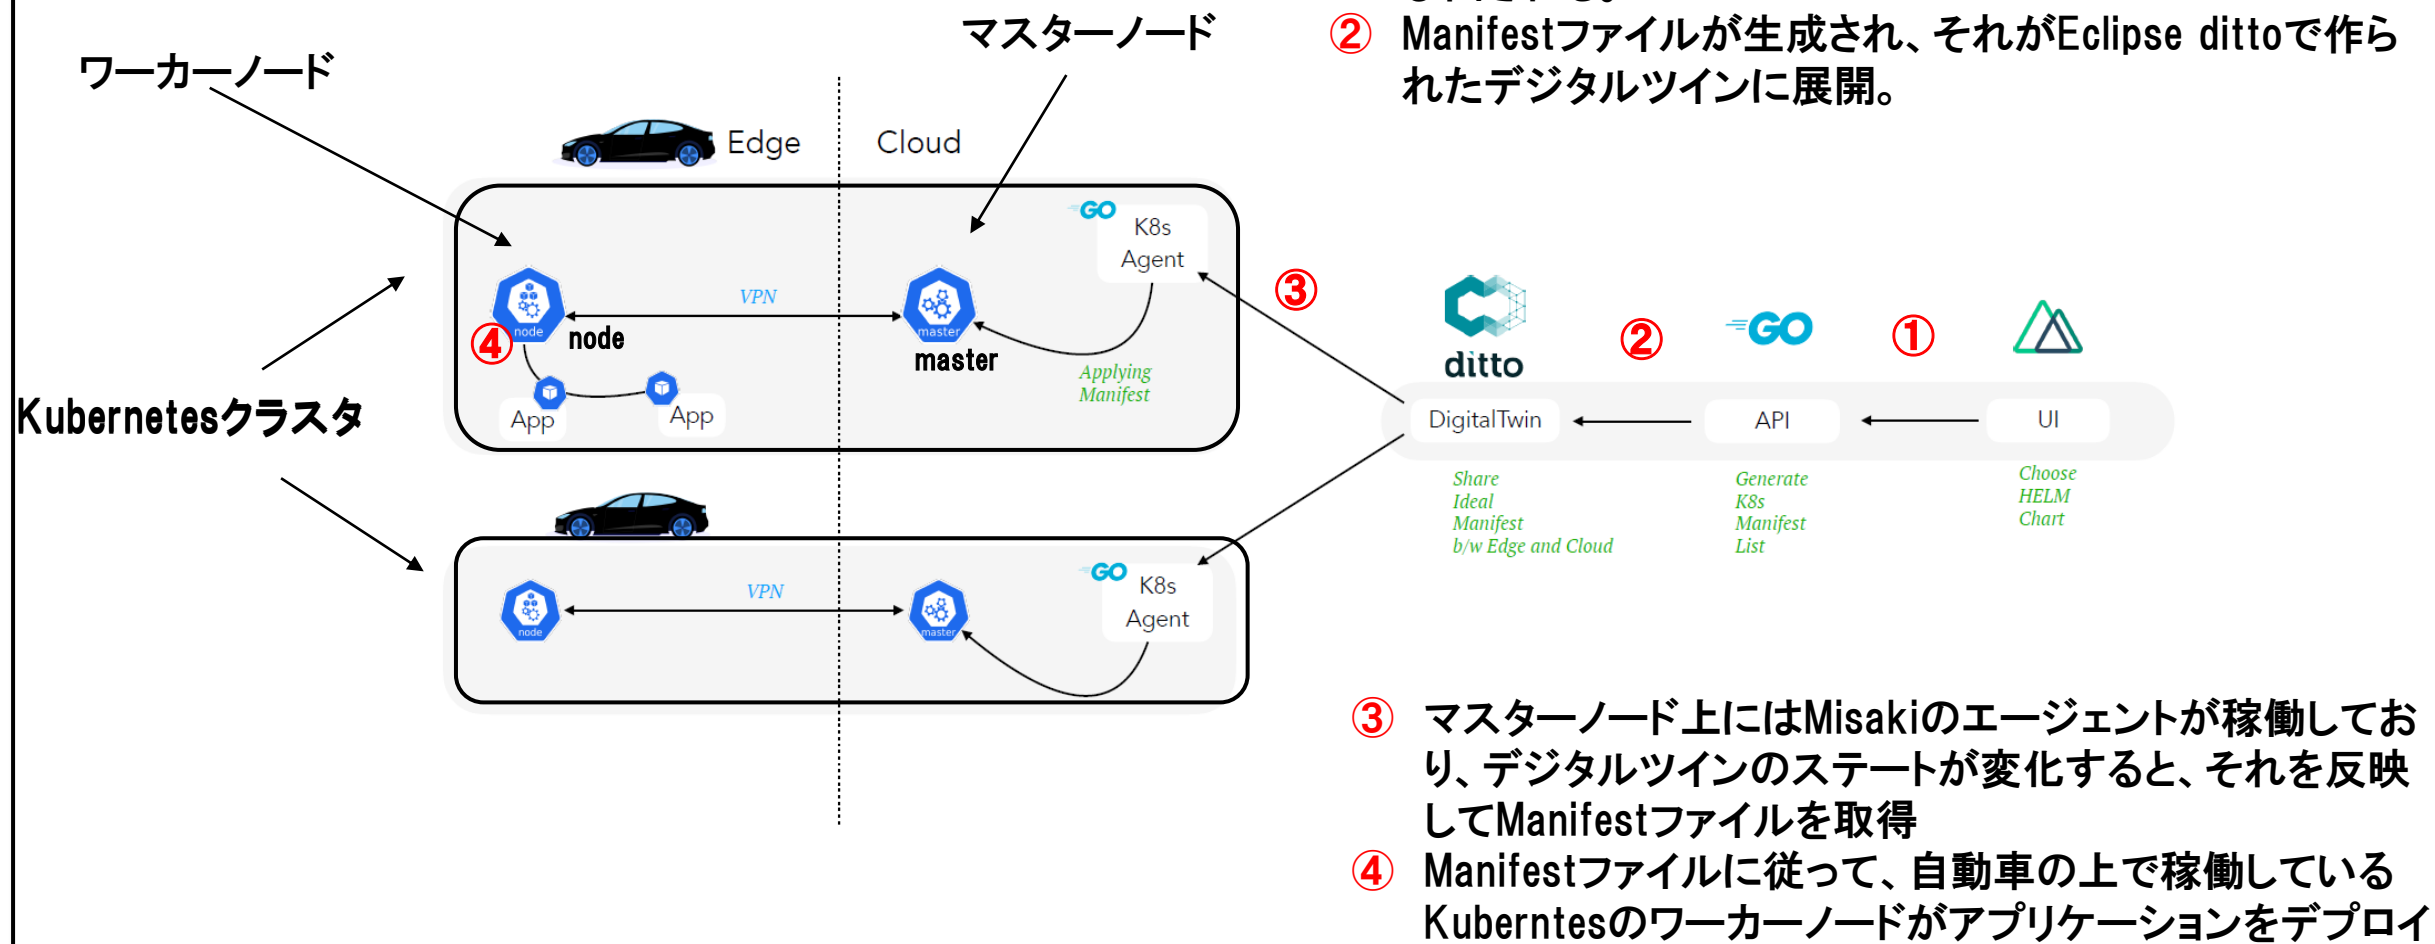 マスターノード
② Manifestファイルが生成され、それがEclipse dittoで作ら
れたデジタルツインに展開。
ワーカーノード
Edge
Cloud
GO
K8s
Agent
③
VPN
node
④
node
master
master
Applying
Manifest
App
App
Kubernetesクラスタ
ditto
②
GO
①
DigitalTwin
API
UI
Share
Ideal
Manifest
b/w Edge and Cloud
Generate
K8s
Manifest
List
Choose
HELM
Chart
GO
K8s
Agent
VPN
node
master
③ マスターノード上にはMisakiのエージェントが稼働してお
り、デジタルツインのステートが変化すると、それを反映
してManifestファイルを取得
④ Manifestファイルに従って、自動車の上で稼働している
Kuberntesのワーカーノードがアプリケーションをデプロイ